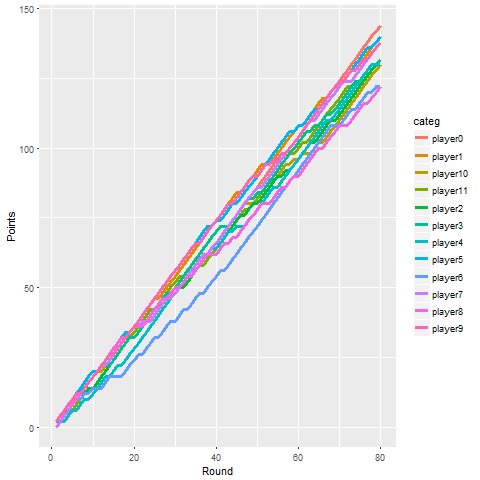 150
100
50
0
Points
0
20
40
60
80
Round
categ
player0
player1
player10
player11
player2
player3
player4
player5
player6
player7
player8
player9